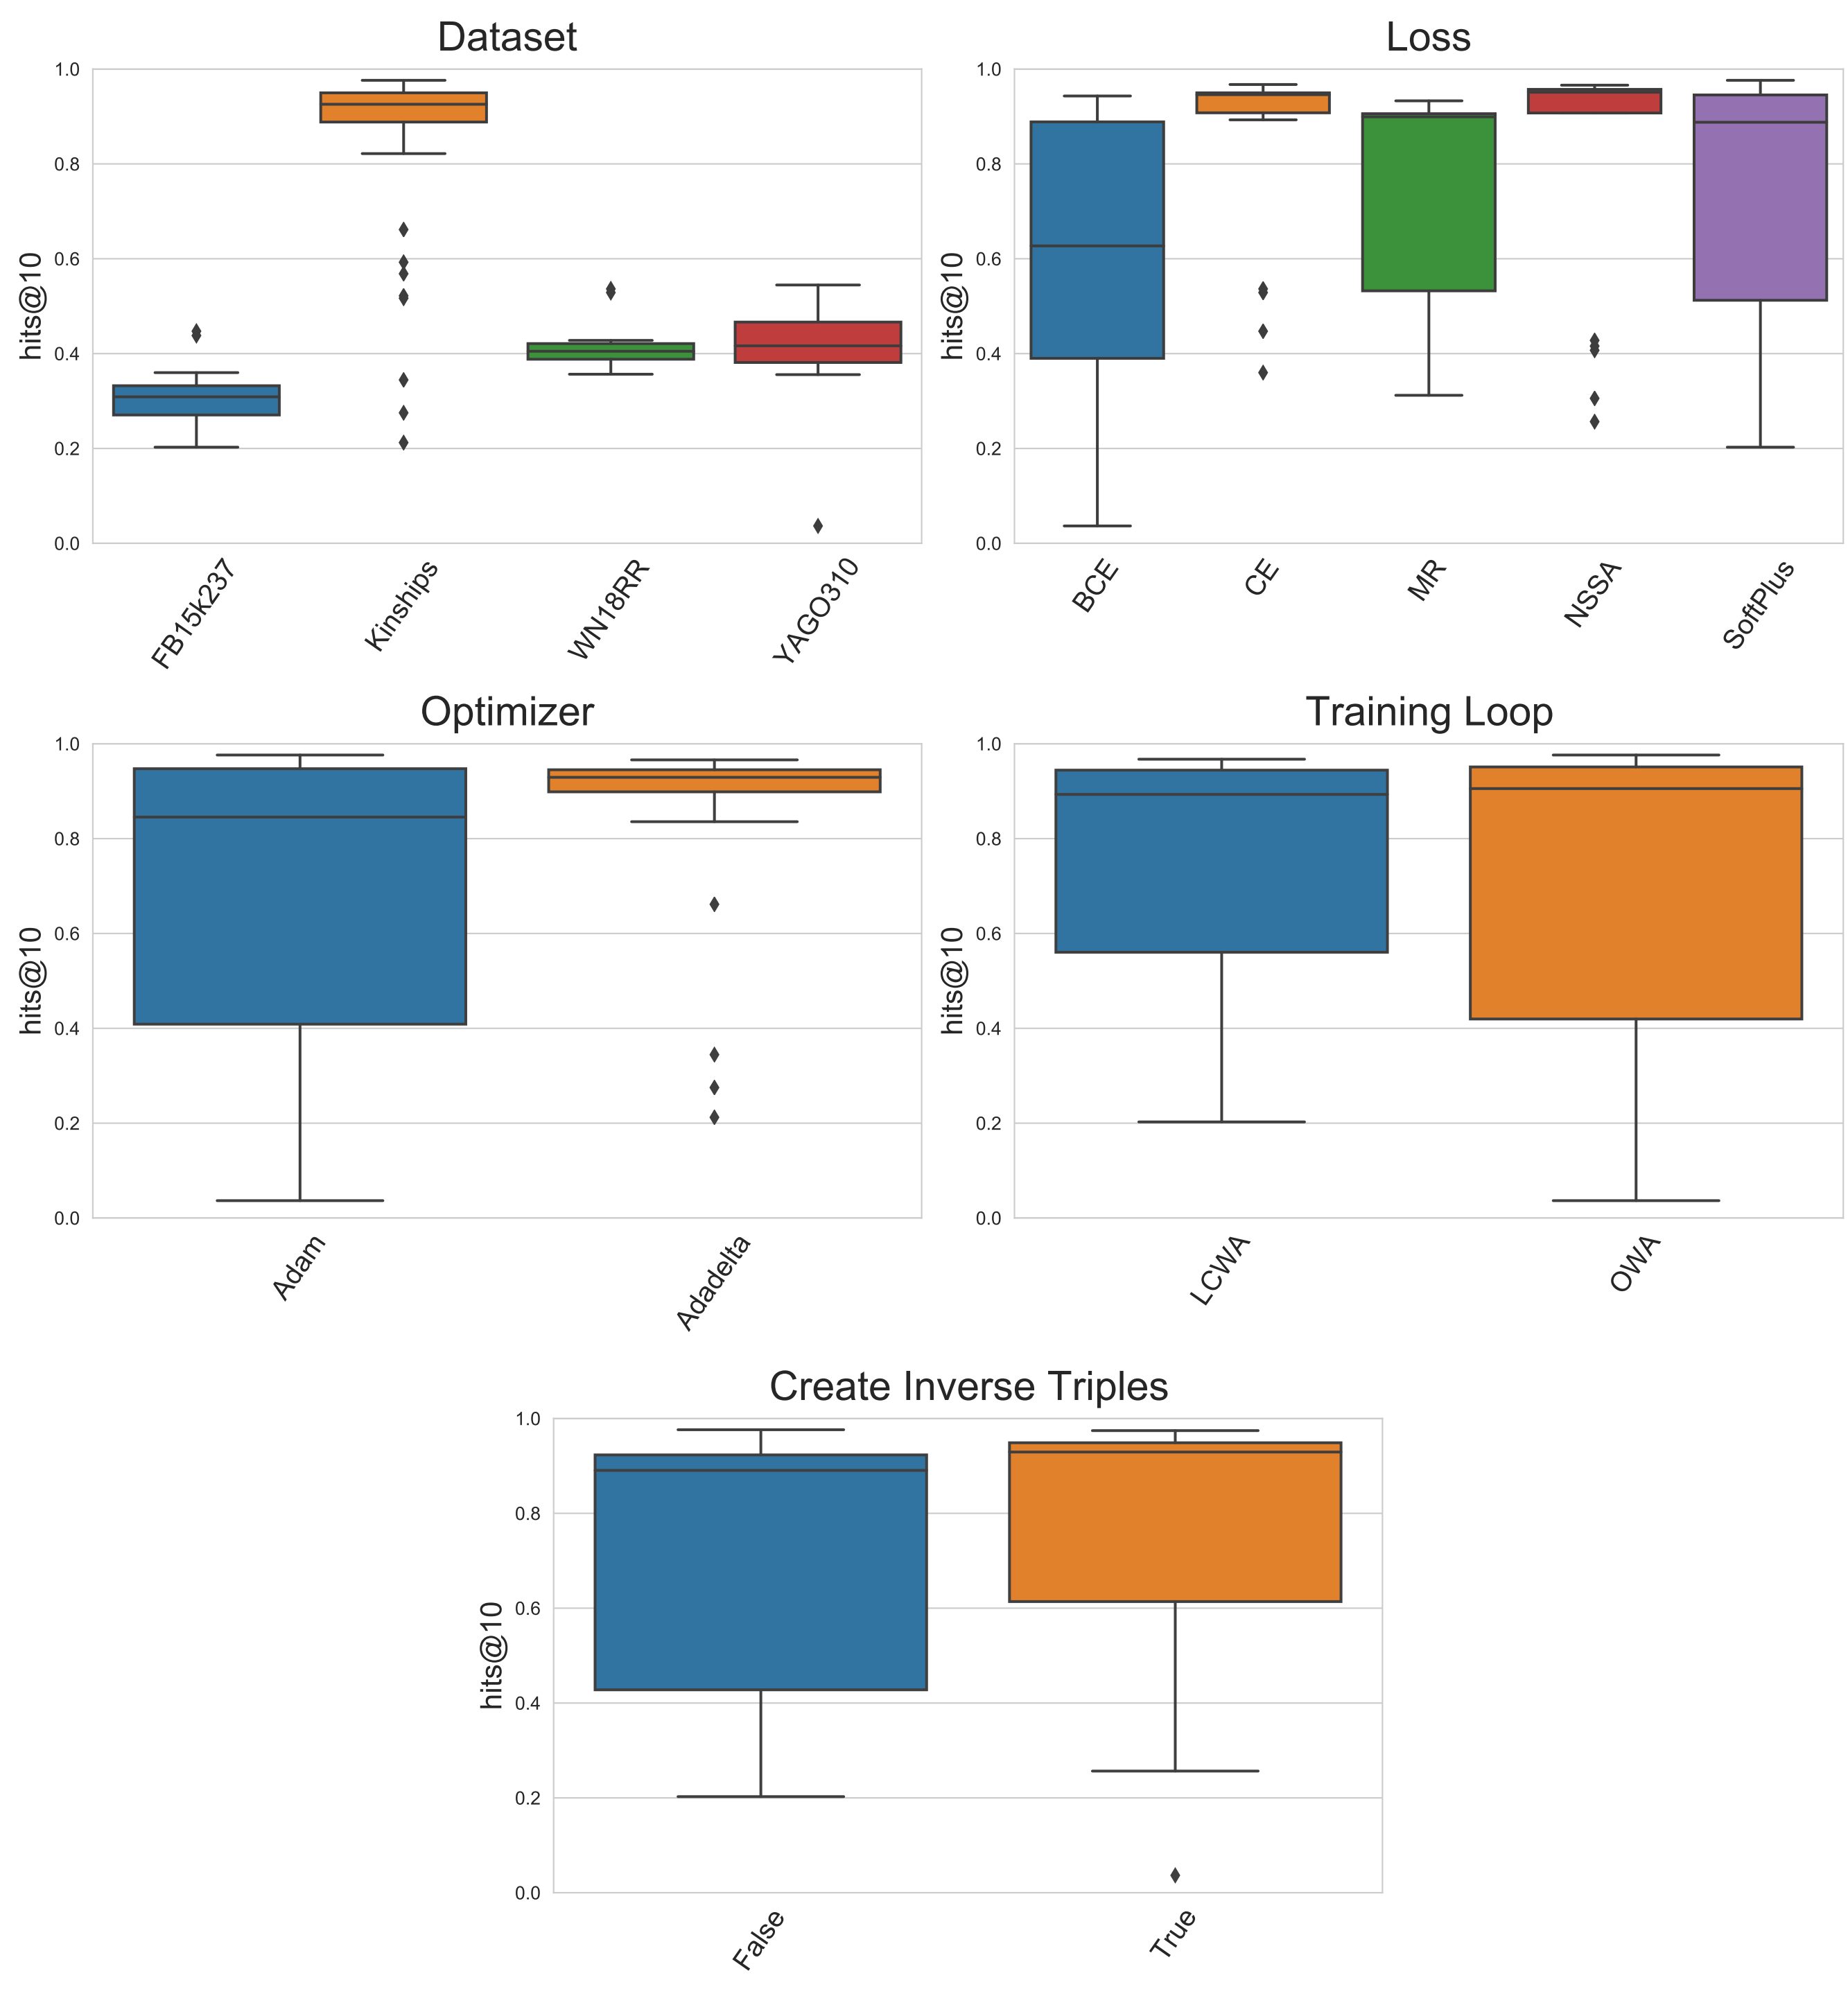 Dataset
hits@10
1.0
0.8
0.6
0.4
0.2
0.0
FB15k237
Kinships
WN18RR
YAGO310
Loss
hits@10
1.0
0.8
0.6
0.4
0.2
0.0
BCE
CE
MR
NSSA
SoftPlus
Optimizer
hits@10
1.0
0.8
0.6
0.4
0.2
0.0
Adam
Adadelta
Training Loop
hits@10
1.0
0.8
0.6
0.4
0.2
0.0
LCWA
OWA
Create Inverse Triples
hits@10
1.0
0.8
0.6
0.4
0.2
0.0
False
True